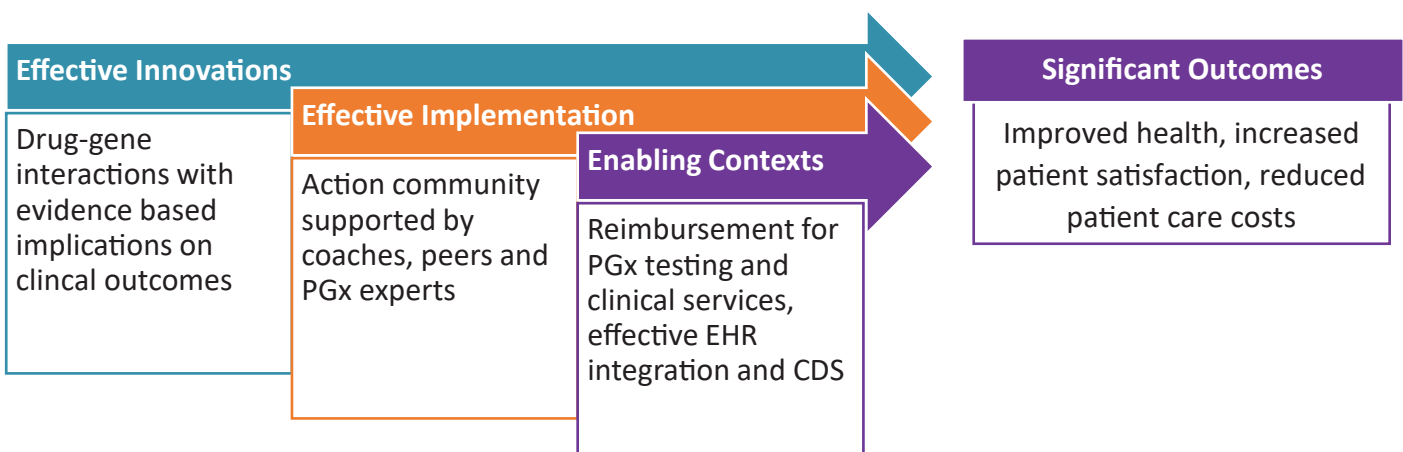 Effective Innovations
Drug-gene
interactions with
evidence based
implications on
clincal outcomes
Effective Implementation
Action community
supported by
coaches, peers and
PGx experts
Enabling Contexts
Reimbursement for
PGx testing and
clinical services,
effective EHR
integration and CDS
Significant Outcomes
Improved health, increased
patient satisfaction, reduced
patient care costs